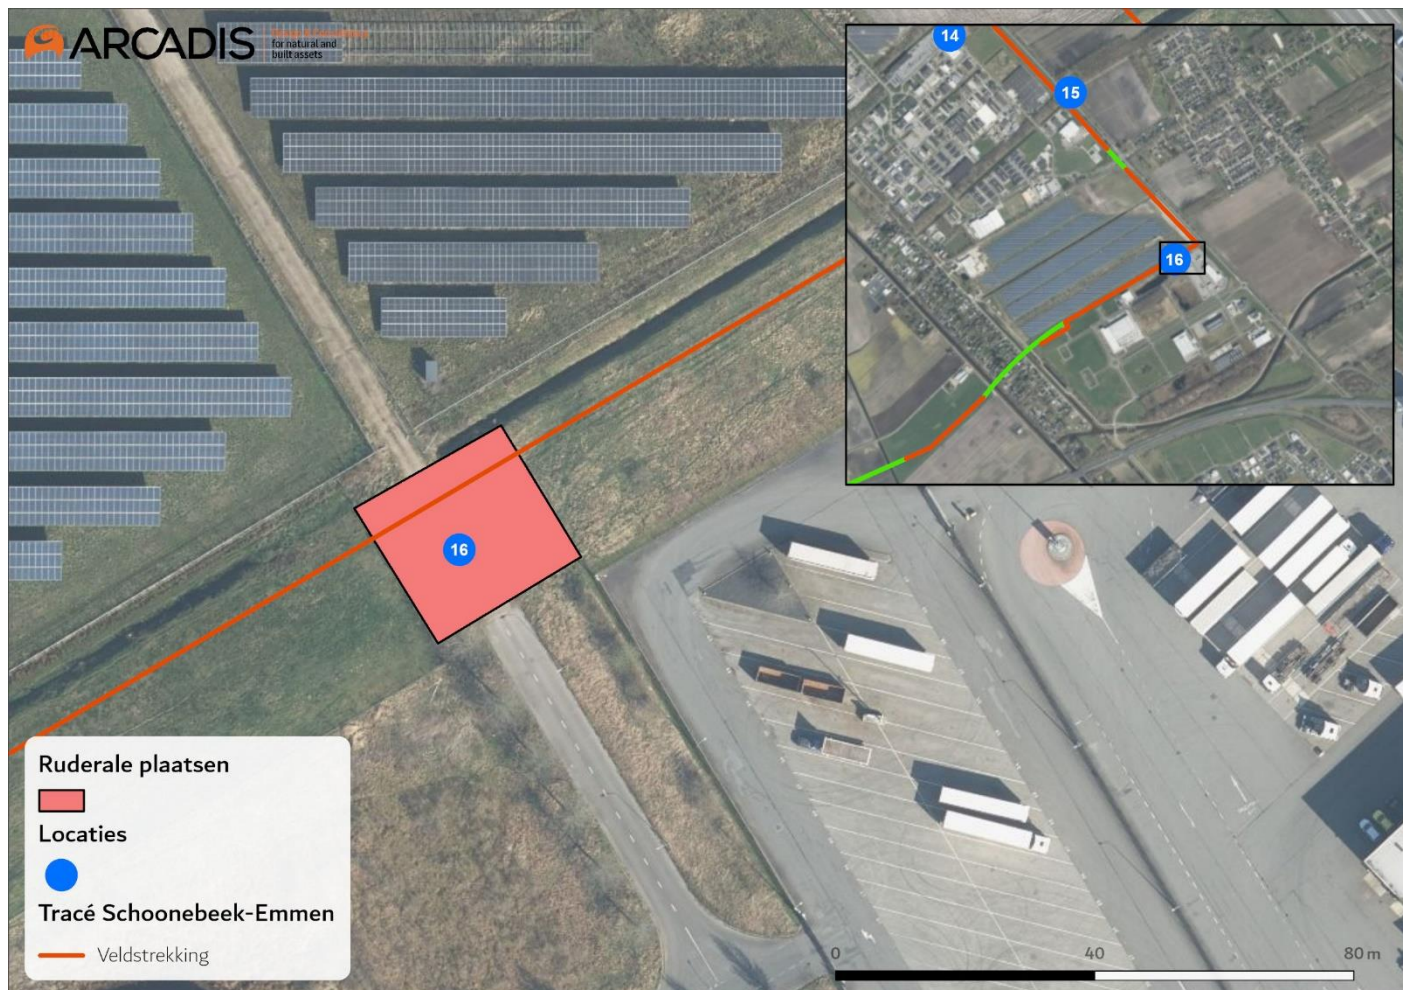 ARCADIS
for natural and
built assets
14
15
16
16
Ruderale plaatsen
Locaties
Tracé Schoonebeek-Emmen
Veldstrekking
0 40 80 m